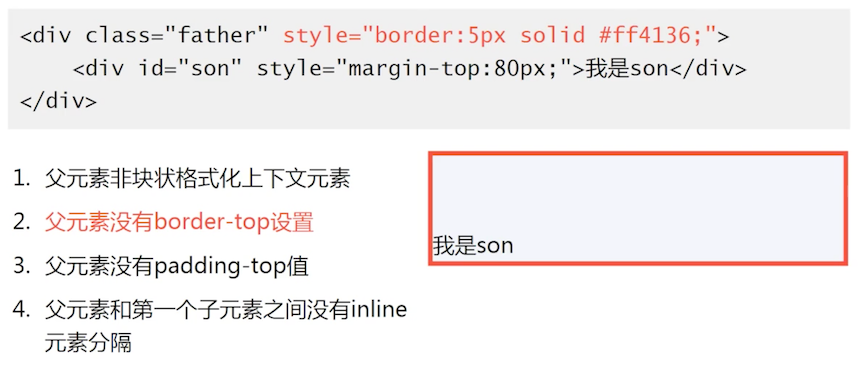 <div class="father" style="border:5px solid #ff4136;">
<div id="son" style="margin-top:80px;">我是son</div>
</div>
1. 父元素非块状格式化上下文元素
2. 父元素没有border-top设置
3. 父元素没有padding-top值
4. 父元素和第一个子元素之间没有inline
元素分隔
我是son